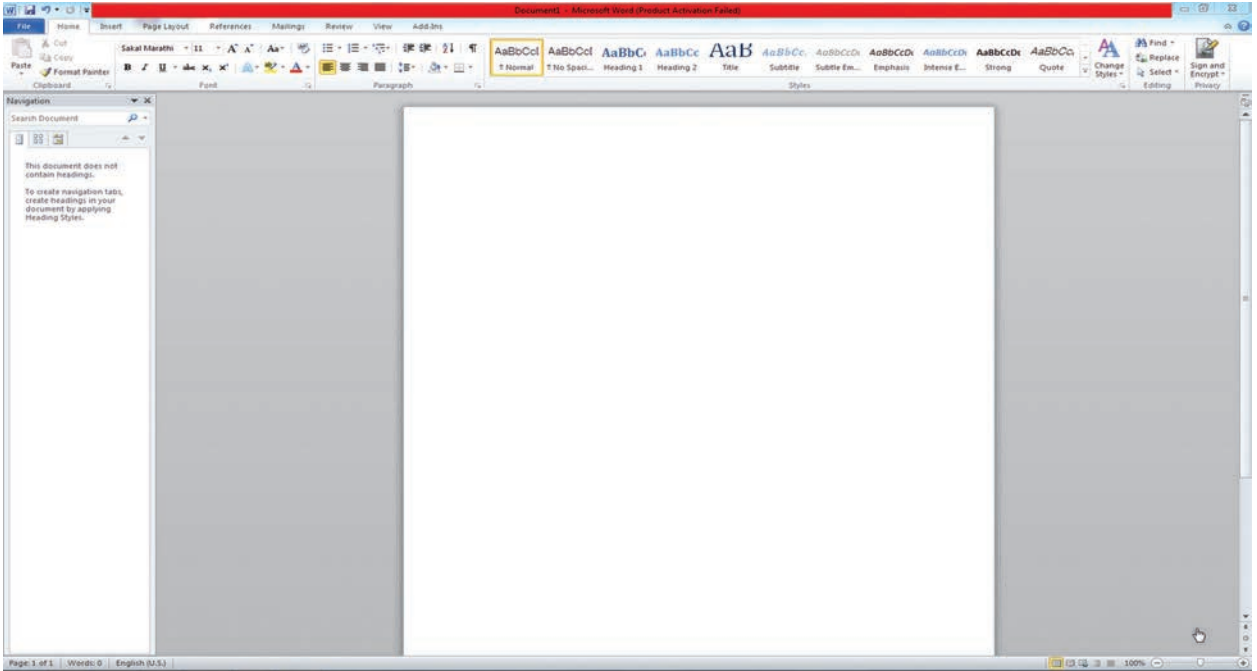 Document1 - Microsoft Word (Product Activation Failed)
File Home Insert Page Layout References Mailings Review View Add-Ins
Cut
Copy
Paste
Format Painter
Clipboard
Sakal Marathi 11
Font
Paragraph
AaBbCcI AaBbCcI AaBbC AaBbCc AaB AaBbCc. AaBbCcDc AaBbCcDc AaBbCcDc AaBbCcDc AaBbCc
¶ Normal ¶ No Spaci... Heading 1 Heading 2 Title Subtitle Subtle Em... Emphasis Intense E... Strong Quote
Styles
Change
Styles
Find
Replace
Select
Editing
Sign and
Encrypt
Privacy
Navigation
Search Document
This document does not
contain headings.
To create navigation tabs,
create headings in your
document by applying
Heading Styles.
Page: 1 of 1 Words: 0 English (U.S.) 100%